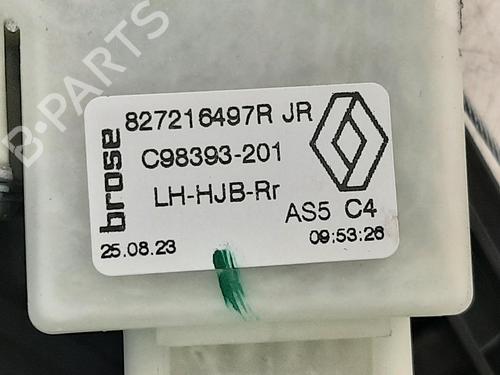 B-PARTS
brose
827216497R JR
C98393-201
LH-HJB-Rr
AS5 C4
25.08.23
09:53:26